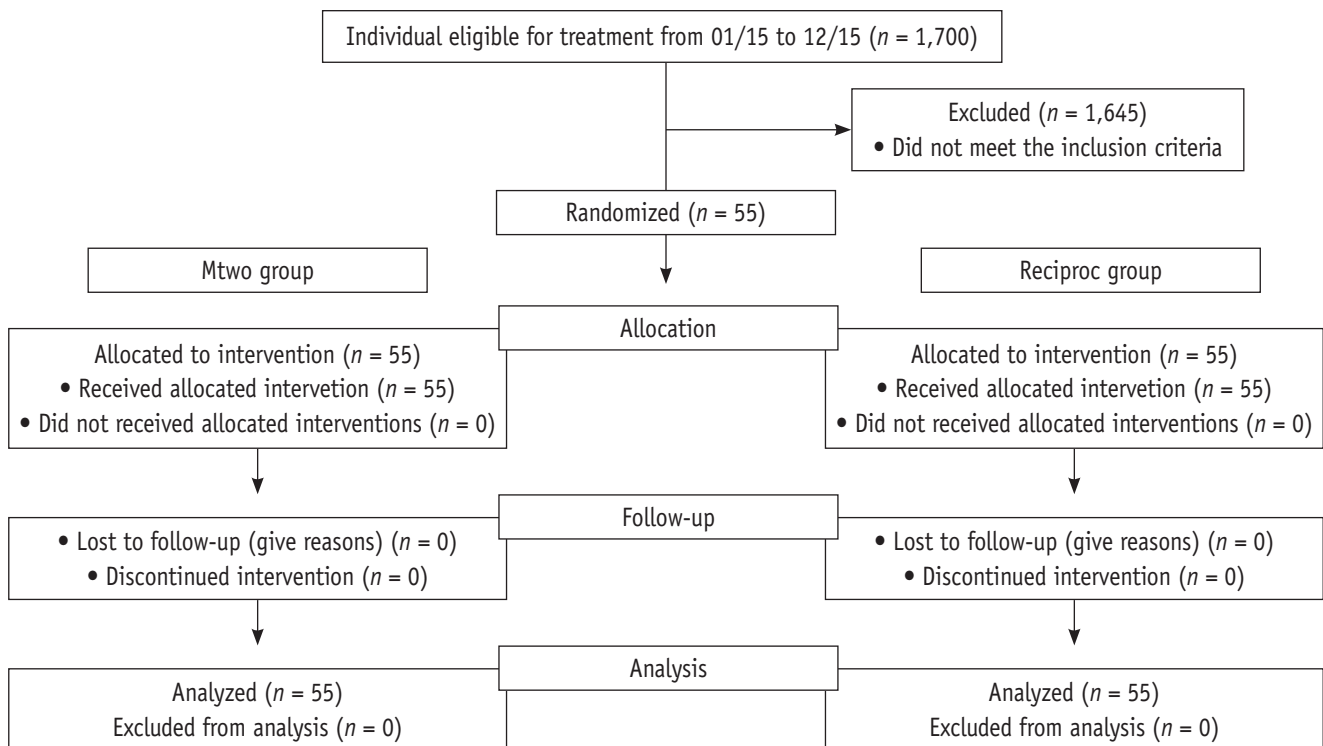 Individual eligible for treatment from 01/15 to 12/15 (n = 1,700)
Excluded (n = 1,645)
• Did not meet the inclusion criteria
Randomized (n = 55)
Mtwo group
Reciproc group
Allocation
Allocated to intervention (n = 55)
• Received allocated intervetion (n = 55)
• Did not received allocated interventions (n = 0)
Allocated to intervention (n = 55)
• Received allocated intervetion (n = 55)
• Did not received allocated interventions (n = 0)
Follow-up
• Lost to follow-up (give reasons) (n = 0)
• Discontinued intervention (n = 0)
• Lost to follow-up (give reasons) (n = 0)
• Discontinued intervention (n = 0)
Analysis
Analyzed (n = 55)
Excluded from analysis (n = 0)
Analyzed (n = 55)
Excluded from analysis (n = 0)